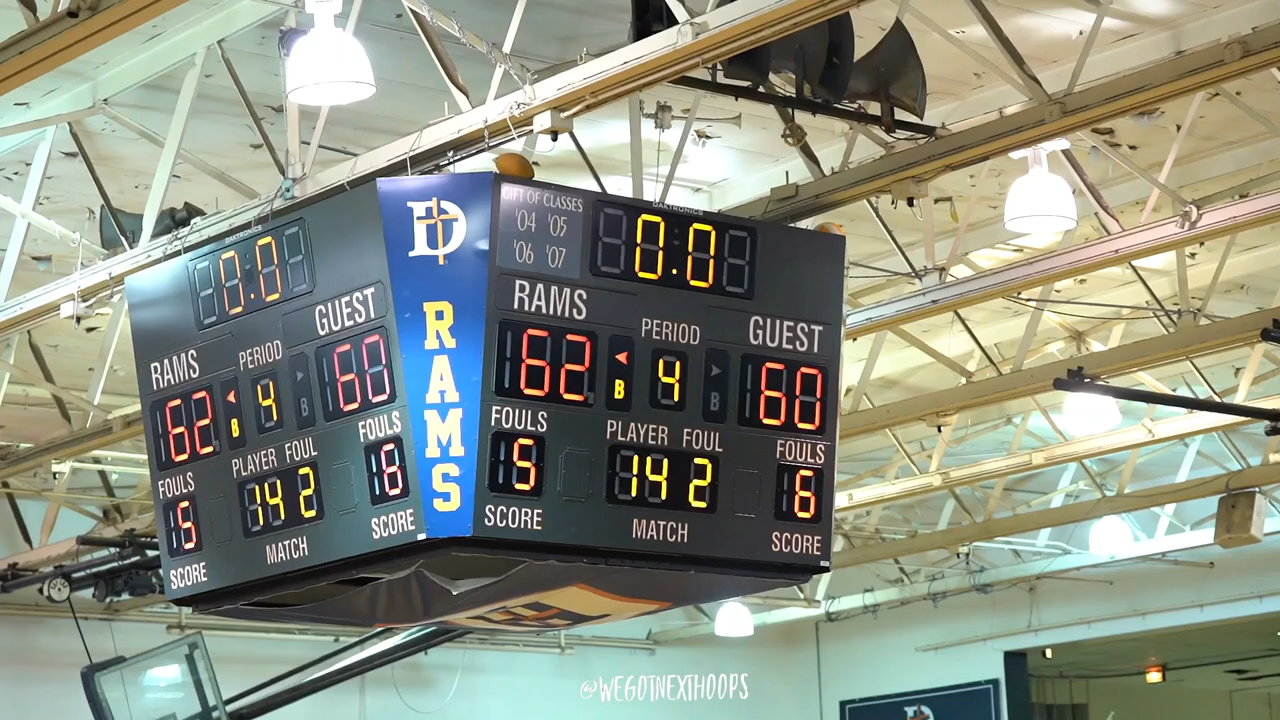 DAKTRONICS
0.0
GUEST
RAMS
PERIOD
62
B
4
B
60
FOULS
PLAYER FOUL
FOULS
5
14 2
6
SCORE
MATCH
SCORE
D
RAMS
GIFT OF CLASSES
'04 '05
'06 '07
DAKTRONICS
0.0
RAMS
PERIOD
GUEST
62
B
4
B
60
FOULS
PLAYER FOUL
FOULS
5
14 2
6
SCORE
MATCH
SCORE
@WEGOTNEXTHOOPS